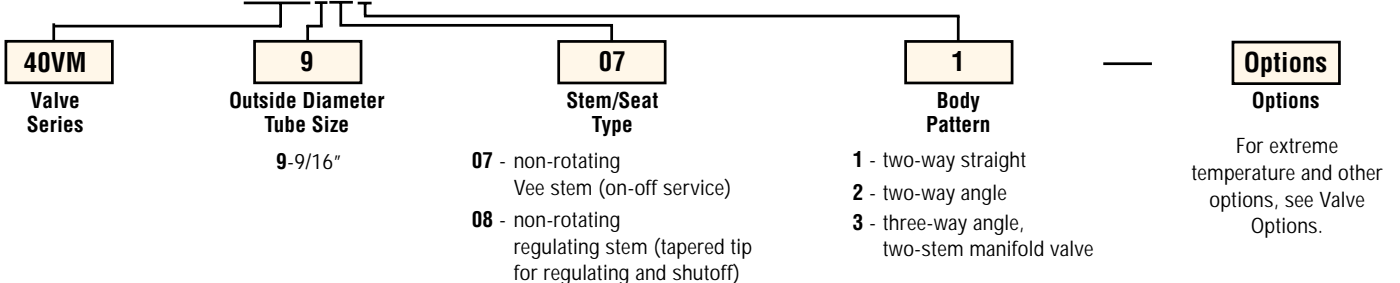 40VM
Valve
Series
9
Outside Diameter
Tube Size
9-9/16"
07
Stem/Seat
Type
07 - non-rotating
Vee stem (on-off service)
08 - non-rotating
regulating stem (tapered tip
for regulating and shutoff)
1
Body
Pattern
1 - two-way straight
2 - two-way angle
3 - three-way angle,
two-stem manifold valve
—
Options
Options
For extreme
temperature and other
options, see Valve
Options.